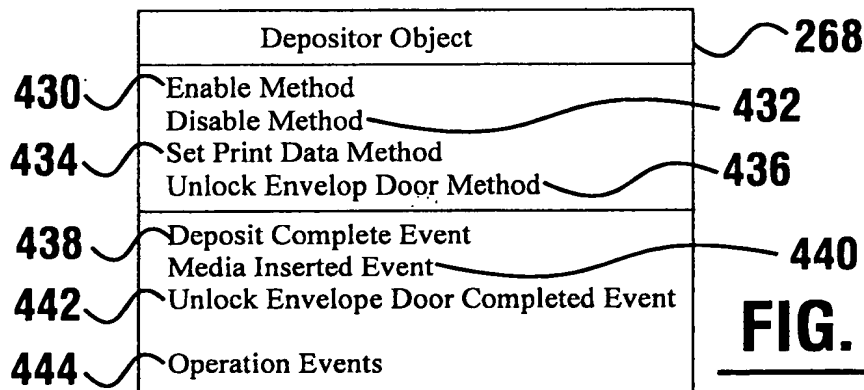 Depositor Object 268
430 Enable Method
Disable Method 432
434 Set Print Data Method
Unlock Envelop Door Method 436
438 Deposit Complete Event
Media Inserted Event 440
442 Unlock Envelope Door Completed Event
FIG.
444 Operation Events